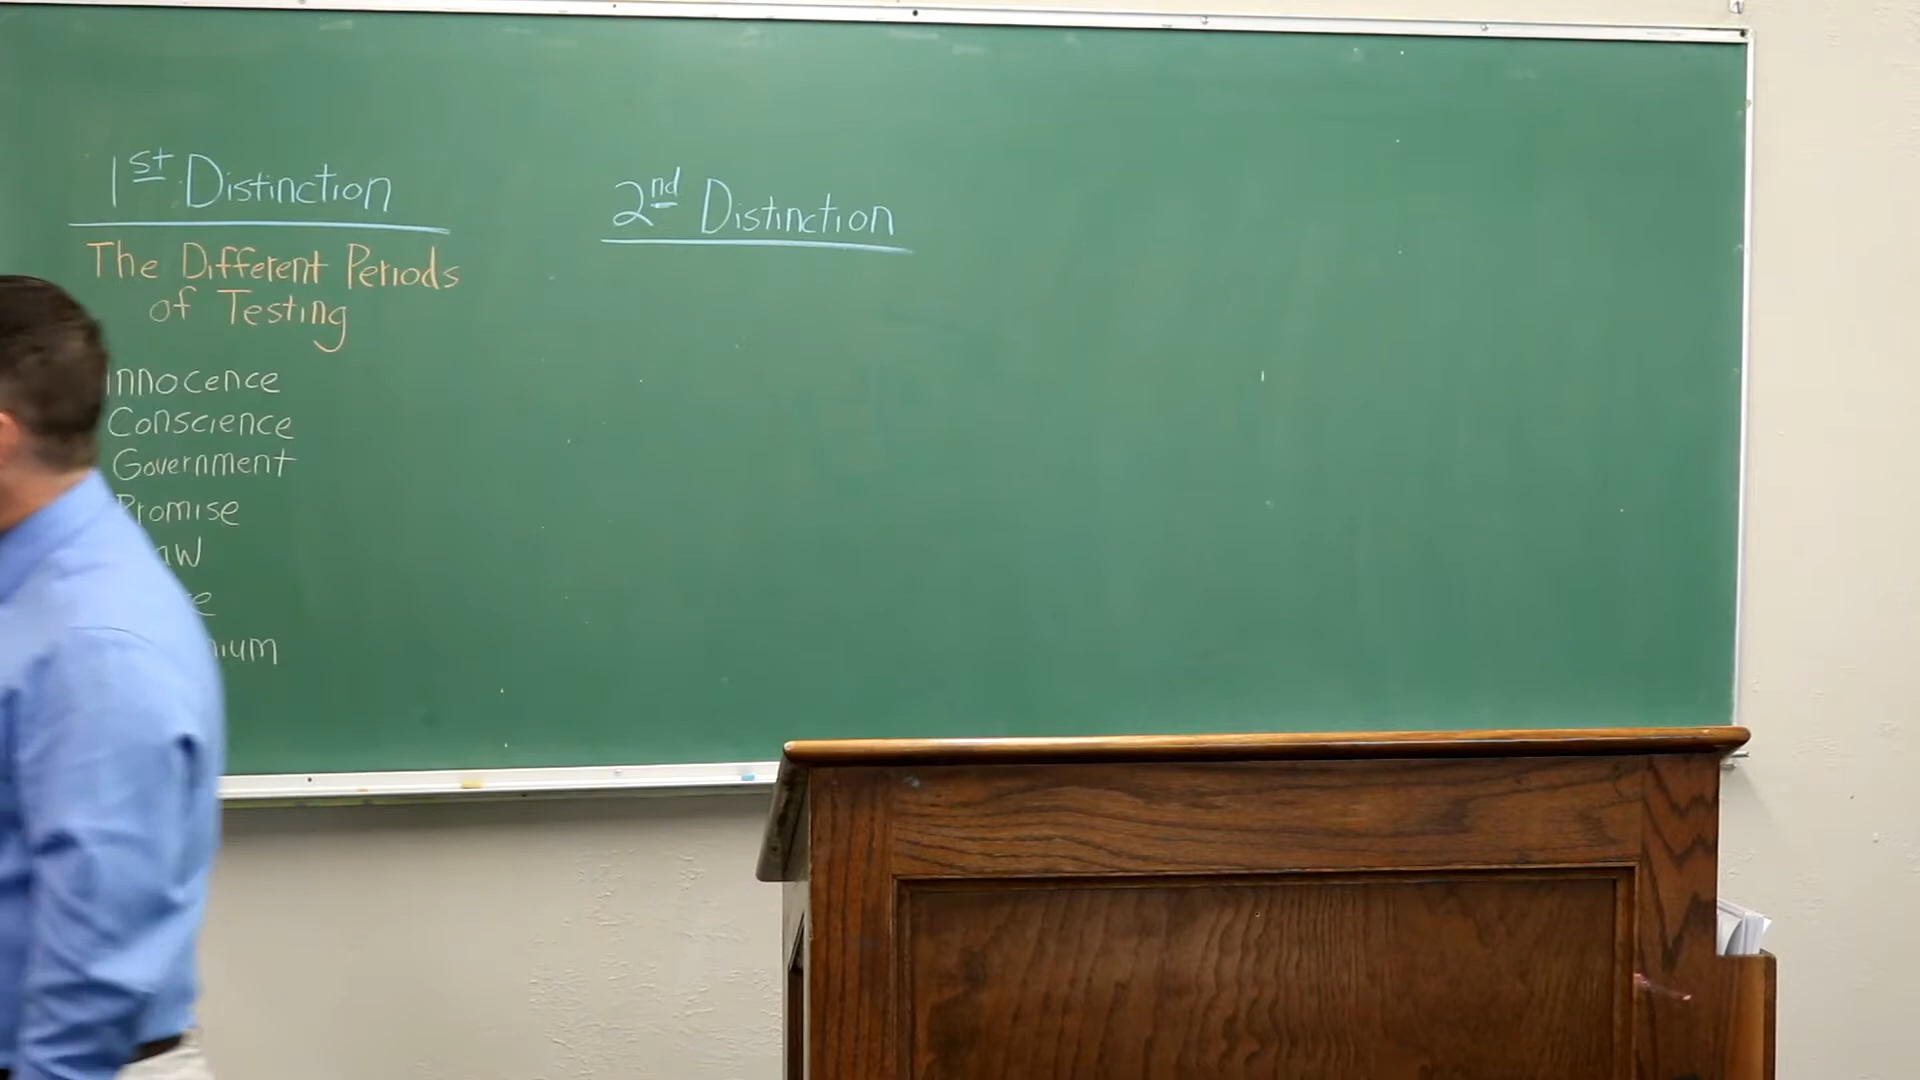 1st Distinction
The Different Periods
of Testing
Innocence
Conscience
Government
Promise
2nd Distinction